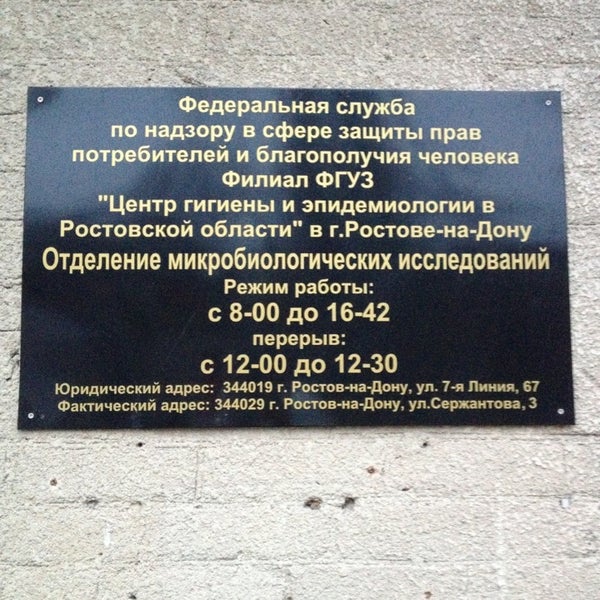 Федеральная служба
по надзору в сфере защиты прав
потребителей и благополучия человека
Филиал ФГУЗ
"Центр гигиены и эпидемиологии в
Ростовской области" в г.Ростове-на-Дону
Отделение микробиологических исследований
Режим работы:
с 8-00 до 16-42
перерыв:
с 12-00 до 12-30
Юридический адрес: 344019 г. Ростов-на-Дону, ул. 7-я Линия, 67
Фактический адрес: 344029 г. Ростов-на-Дону, ул.Сержантова, 3